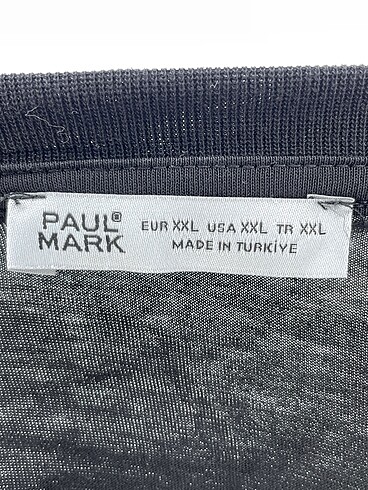 PAUL®
MARK
EUR XXL USA XXL TR XXL
MADE IN TURKİYE